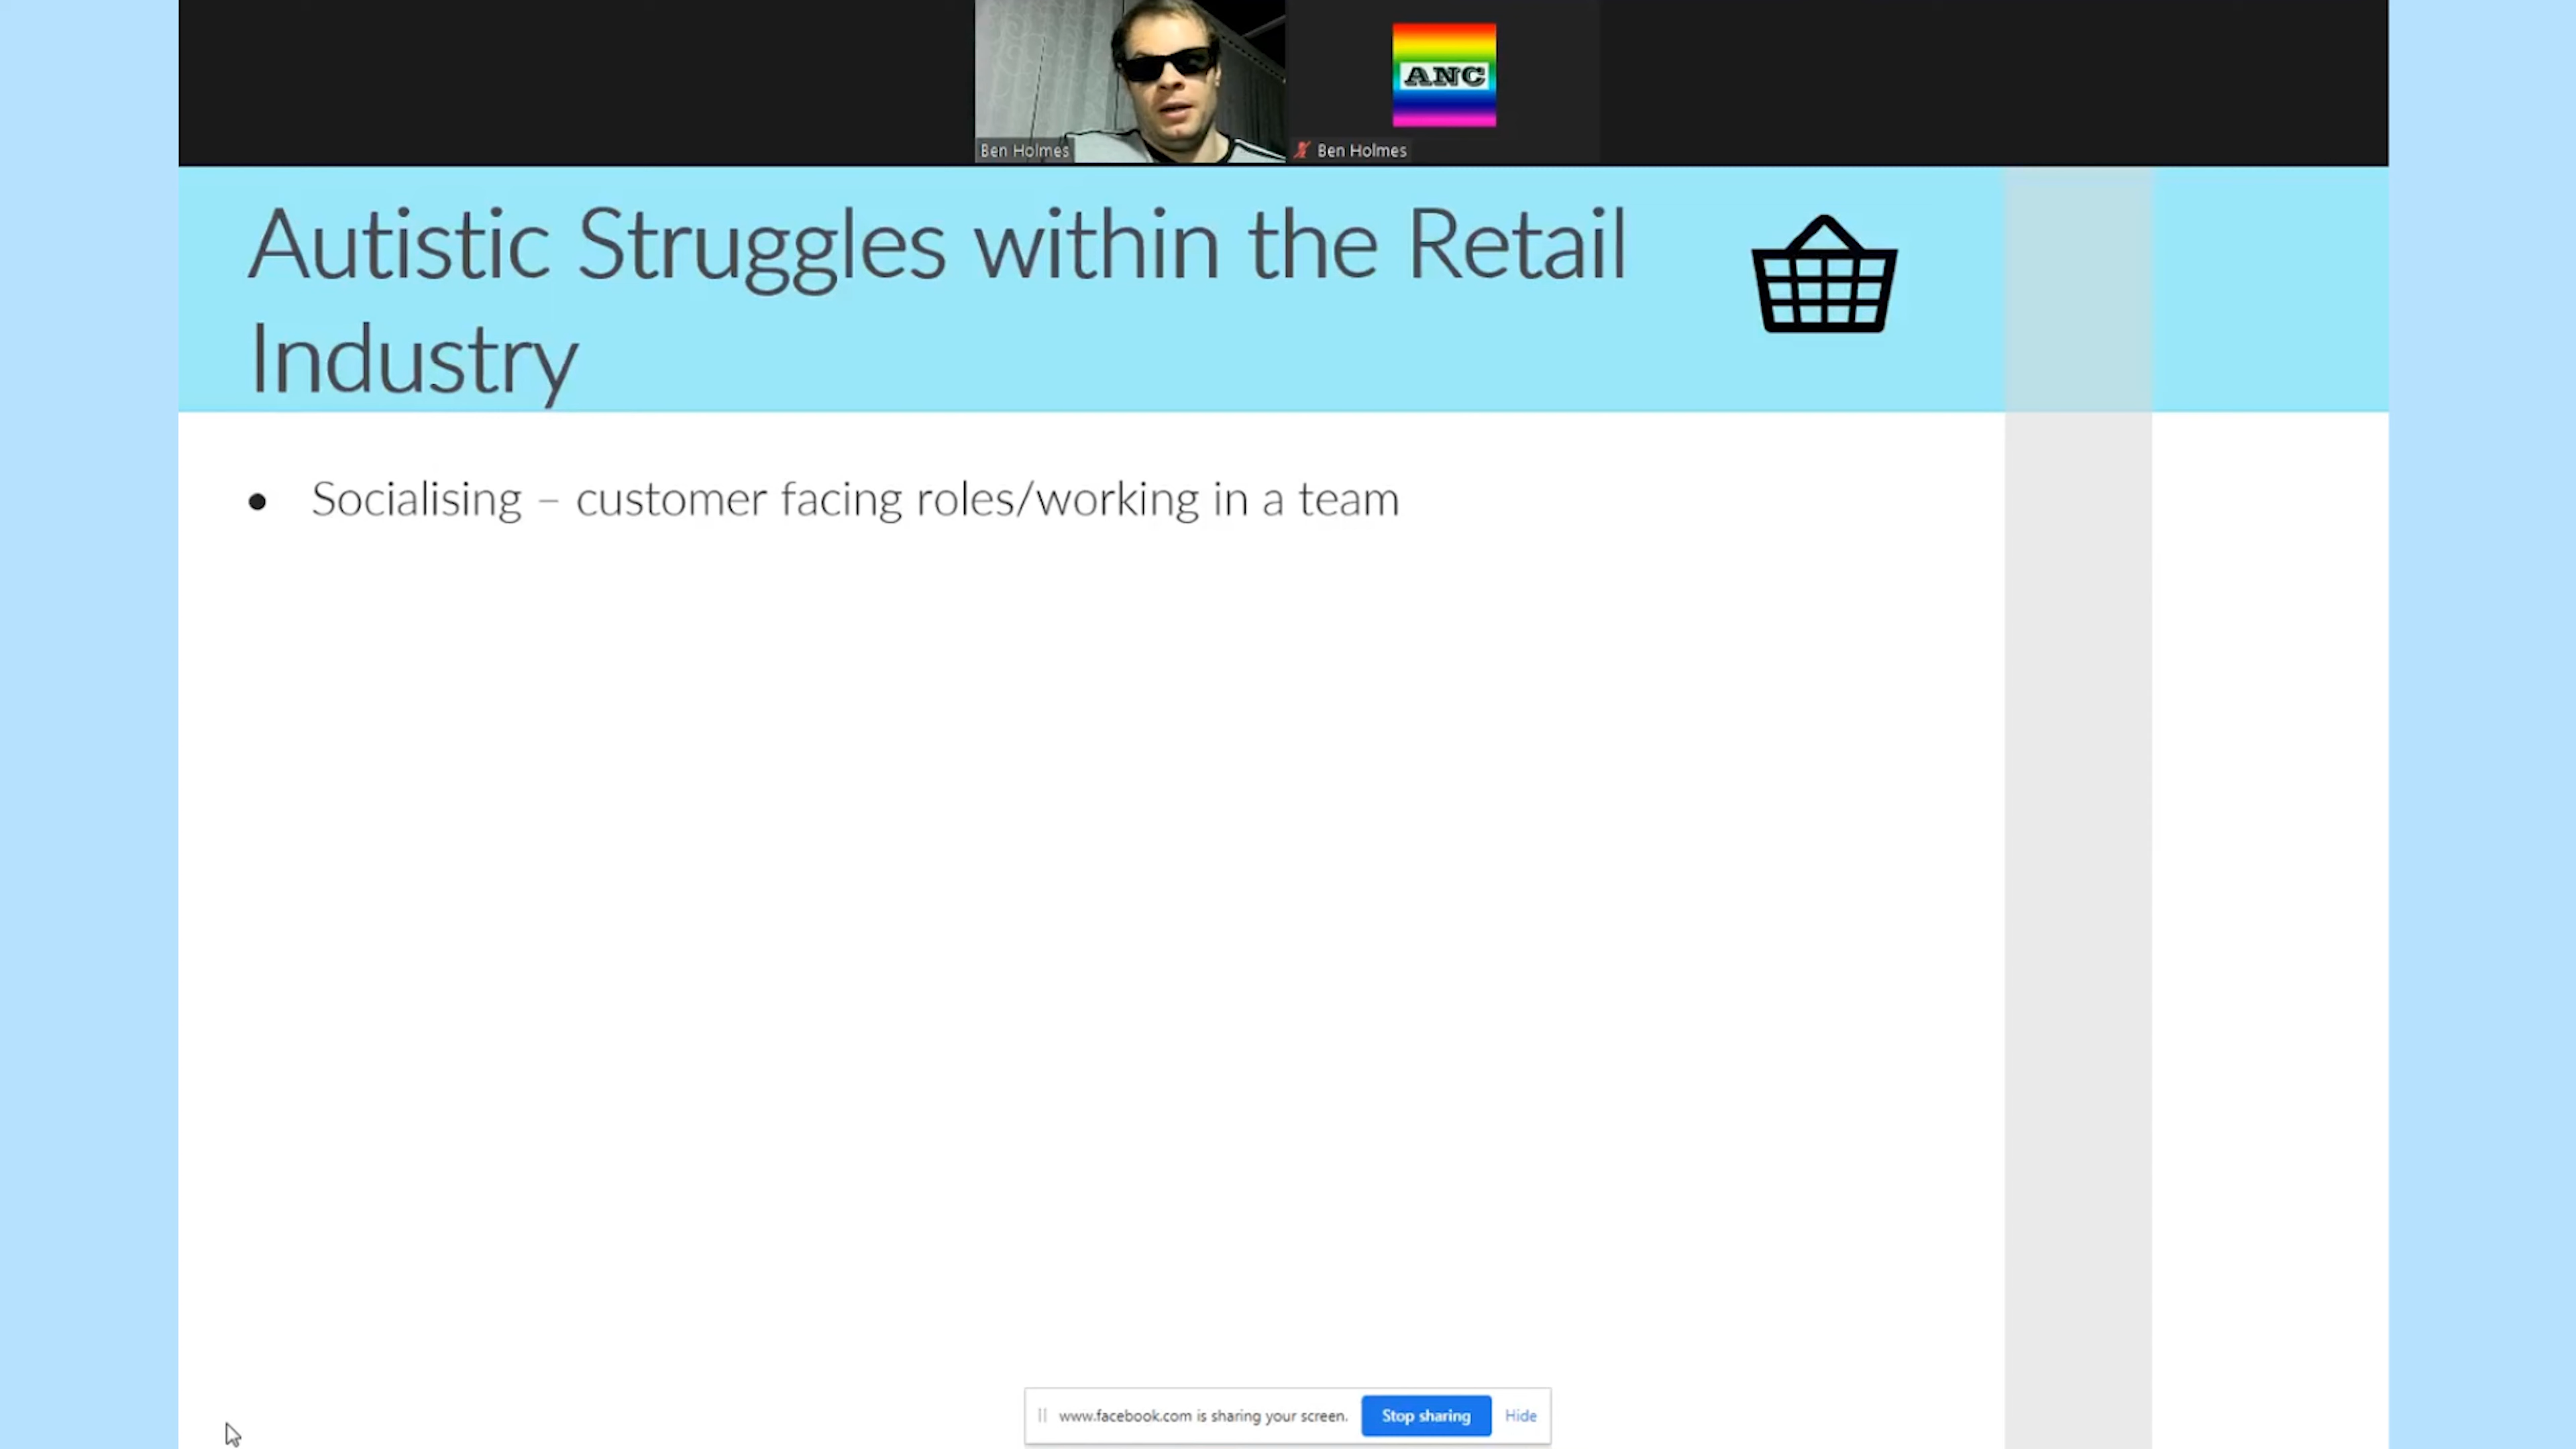 ANC
Ben Holmes
Ben Holmes
Autistic Struggles within the Retail
Industry
• Socialising – customer facing roles/working in a team
www.facebook.com is sharing your screen. Stop sharing Hide